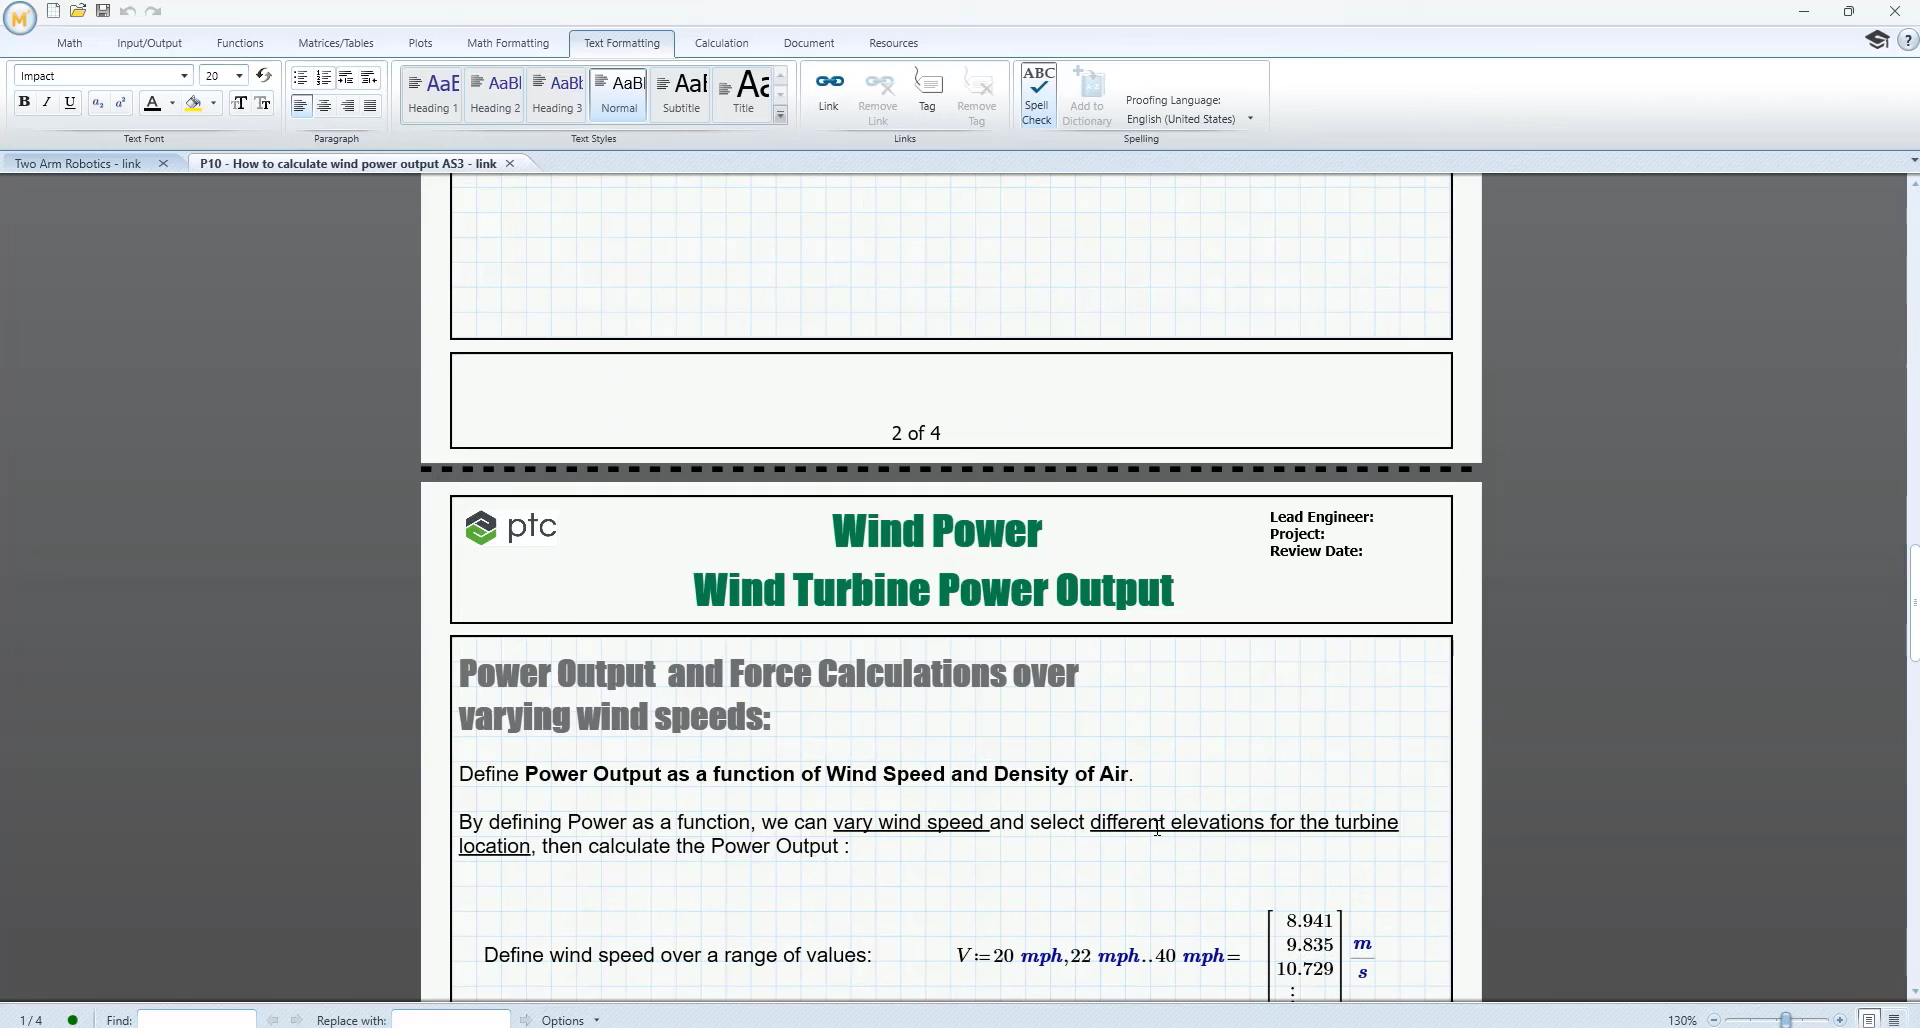 Math Input/Output Functions Matrices/Tables Plots Math Formatting Text Formatting Calculation Document Resources
Impact 20
B I U
Text Font
Paragraph
AaB AaBl AaBb AaBl AaB Aa
Heading 1 Heading 2 Heading 3 Normal Subtitle Title
Text Styles
Link
Remove Link
Tag
Remove Tag
Links
ABC
Spell Check
Add to Dictionary
Proofing Language:
English (United States)
Spelling
Two Arm Robotics - link
P10 - How to calculate wind power output AS3 - link
2 of 4
ptc
Wind Power
Wind Turbine Power Output
Lead Engineer:
Project:
Review Date:
Power Output and Force Calculations over
varying wind speeds:
Define Power Output as a function of Wind Speed and Density of Air.
By defining Power as a function, we can vary wind speed and select different elevations for the turbine
location, then calculate the Power Output :
Define wind speed over a range of values: V:=20 mph,22 mph..40 mph=
8.941
9.835
10.729
⋮
m
s
1 / 4 Find: Replace with: Options 130%